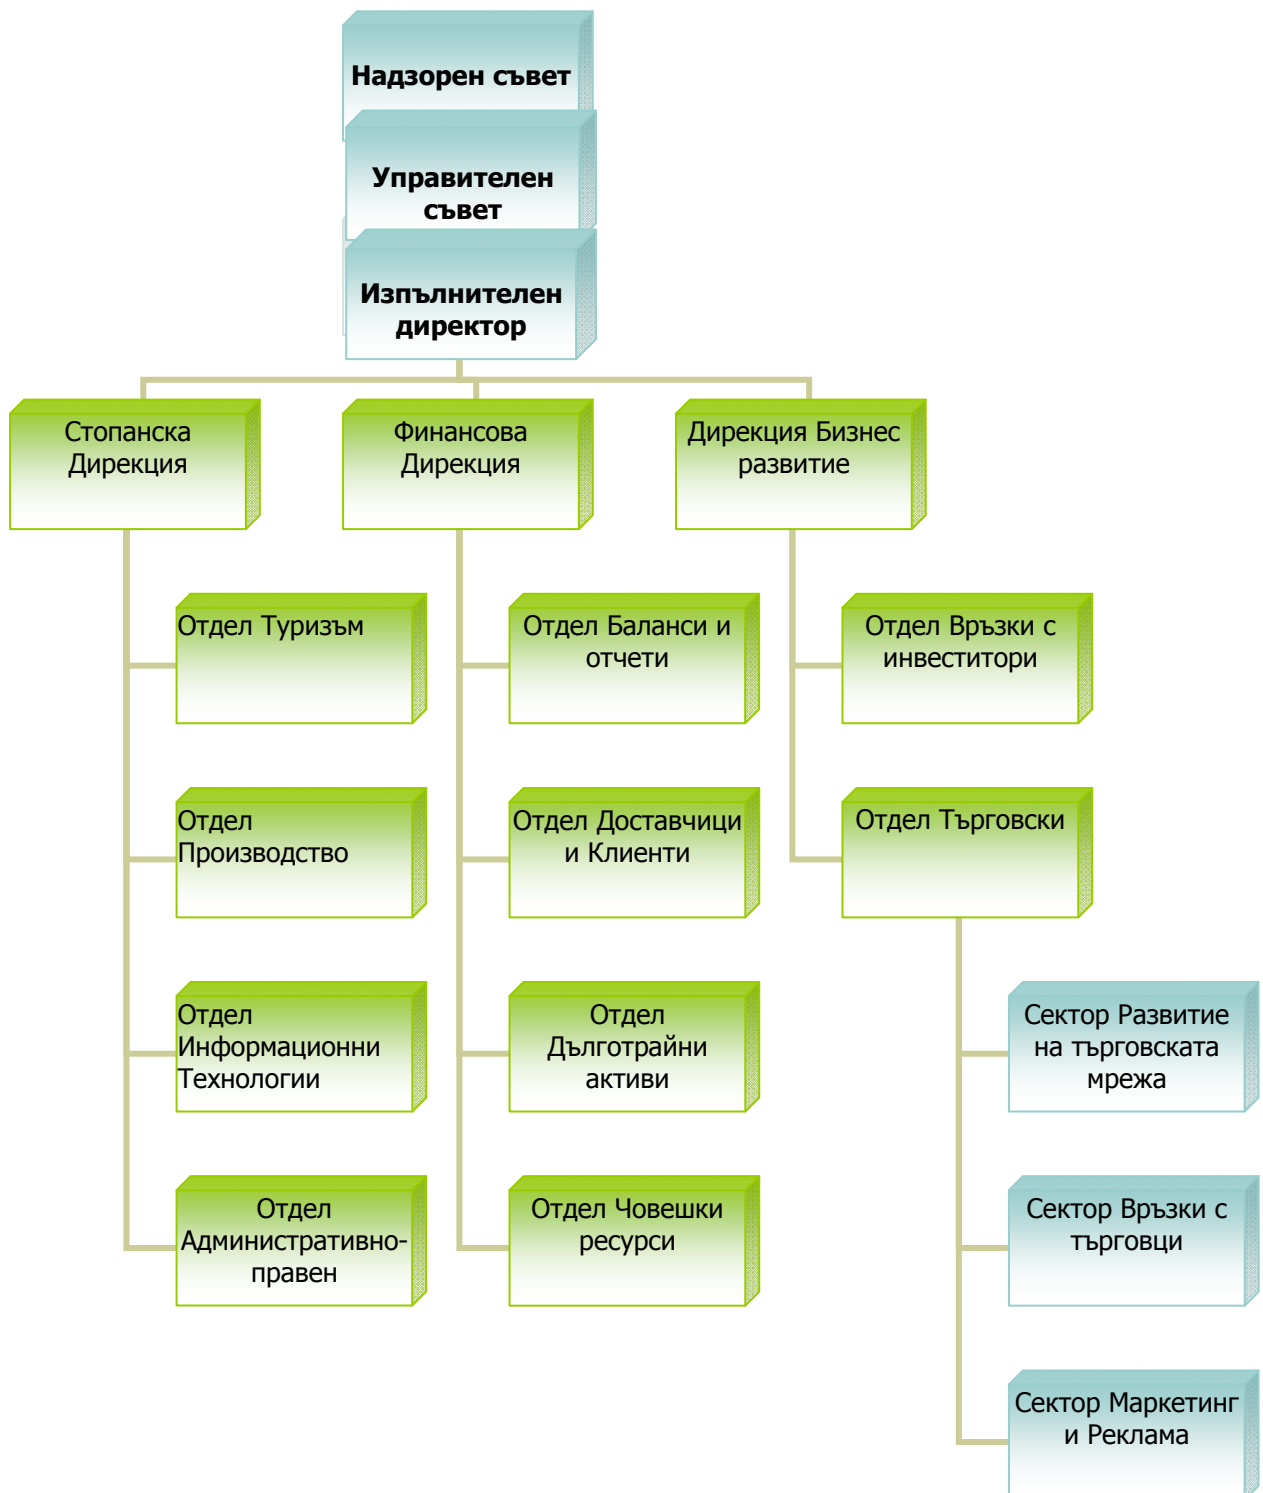 Надзорен съвет
Управителен
съвет
Изпълнителен
директор
Стопанска
Дирекция
Финансова
Дирекция
Дирекция Бизнес
развитие
Отдел Туризъм
Отдел Баланси и
отчети
Отдел Връзки с
инвеститори
Отдел
Производство
Отдел Доставчици
и Клиенти
Отдел Търговски
Отдел
Информационни
Технологии
Отдел
Дълготрайни
активи
Сектор Развитие
на търговската
мрежа
Отдел
Административно-
правен
Отдел Човешки
ресурси
Сектор Връзки с
търговци
Сектор Маркетинг
и Реклама